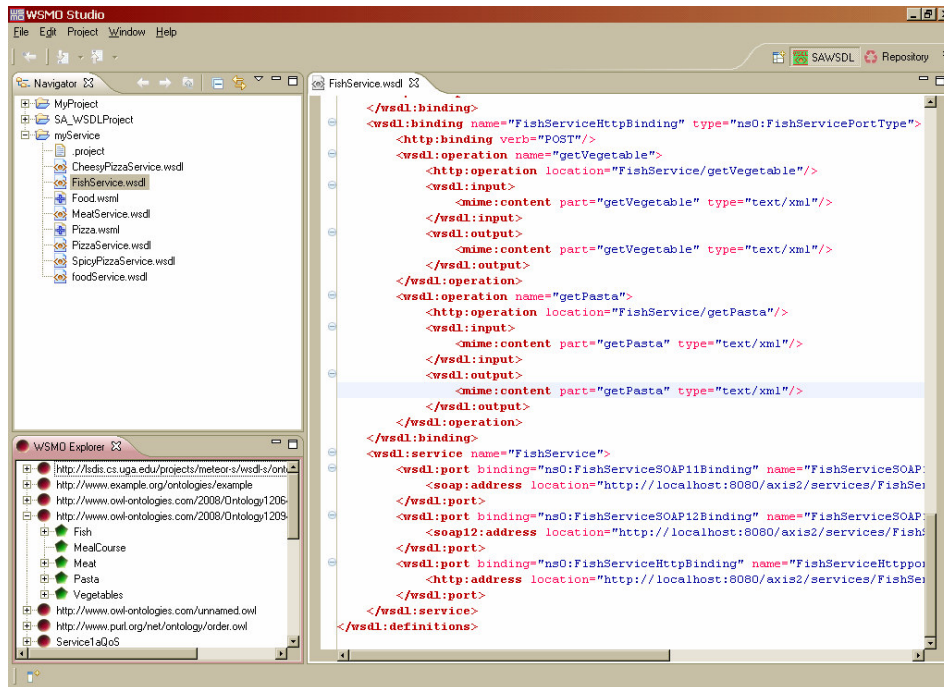 WSMO Studio
File Edit Project Window Help
SAWSDL Repository
Navigator
MyProject
SA_WSDLProject
myService
.project
CheesyPizzaService.wsdl
FishService.wsdl
Food.wsml
MeatService.wsdl
Pizza.wsml
PizzaService.wsdl
SpicyPizzaService.wsdl
foodService.wsdl
WSMO Explorer
http://lsdis.cs.uga.edu/projects/meteor-s/wsdl-s/ont
http://www.example.org/ontologies/example
http://www.owl-ontologies.com/2008/Ontology1206
http://www.owl-ontologies.com/2008/Ontology1209
Fish
MealCourse
Meat
Pasta
Vegetables
http://www.owl-ontologies.com/unnamed.owl
http://www.purl.org/net/ontology/order.owl
Service1aQoS
FishService.wsdl
</wsdl:binding>
<wsdl:binding name="FishServiceHttpBinding" type="ns0:FishServicePortType">
<http:binding verb="POST"/>
<wsdl:operation name="getVegetable">
<http:operation location="FishService/getVegetable"/>
<wsdl:input>
<mime:content part="getVegetable" type="text/xml"/>
</wsdl:input>
<wsdl:output>
<mime:content part="getVegetable" type="text/xml"/>
</wsdl:output>
</wsdl:operation>
<wsdl:operation name="getPasta">
<http:operation location="FishService/getPasta"/>
<wsdl:input>
<mime:content part="getPasta" type="text/xml"/>
</wsdl:input>
<wsdl:output>
<mime:content part="getPasta" type="text/xml"/>
</wsdl:output>
</wsdl:operation>
</wsdl:binding>
<wsdl:service name="FishService">
<wsdl:port binding="ns0:FishServiceSOAP11Binding" name="FishServiceSOAP
<soap:address location="http://localhost:8080/axis2/services/FishSer
</wsdl:port>
<wsdl:port binding="ns0:FishServiceSOAP12Binding" name="FishServiceSOAP
<soap12:address location="http://localhost:8080/axis2/services/Fish
</wsdl:port>
<wsdl:port binding="ns0:FishServiceHttpBinding" name="FishServiceHttppor
<http:address location="http://localhost:8080/axis2/services/FishSer
</wsdl:port>
</wsdl:service>
</wsdl:definitions>